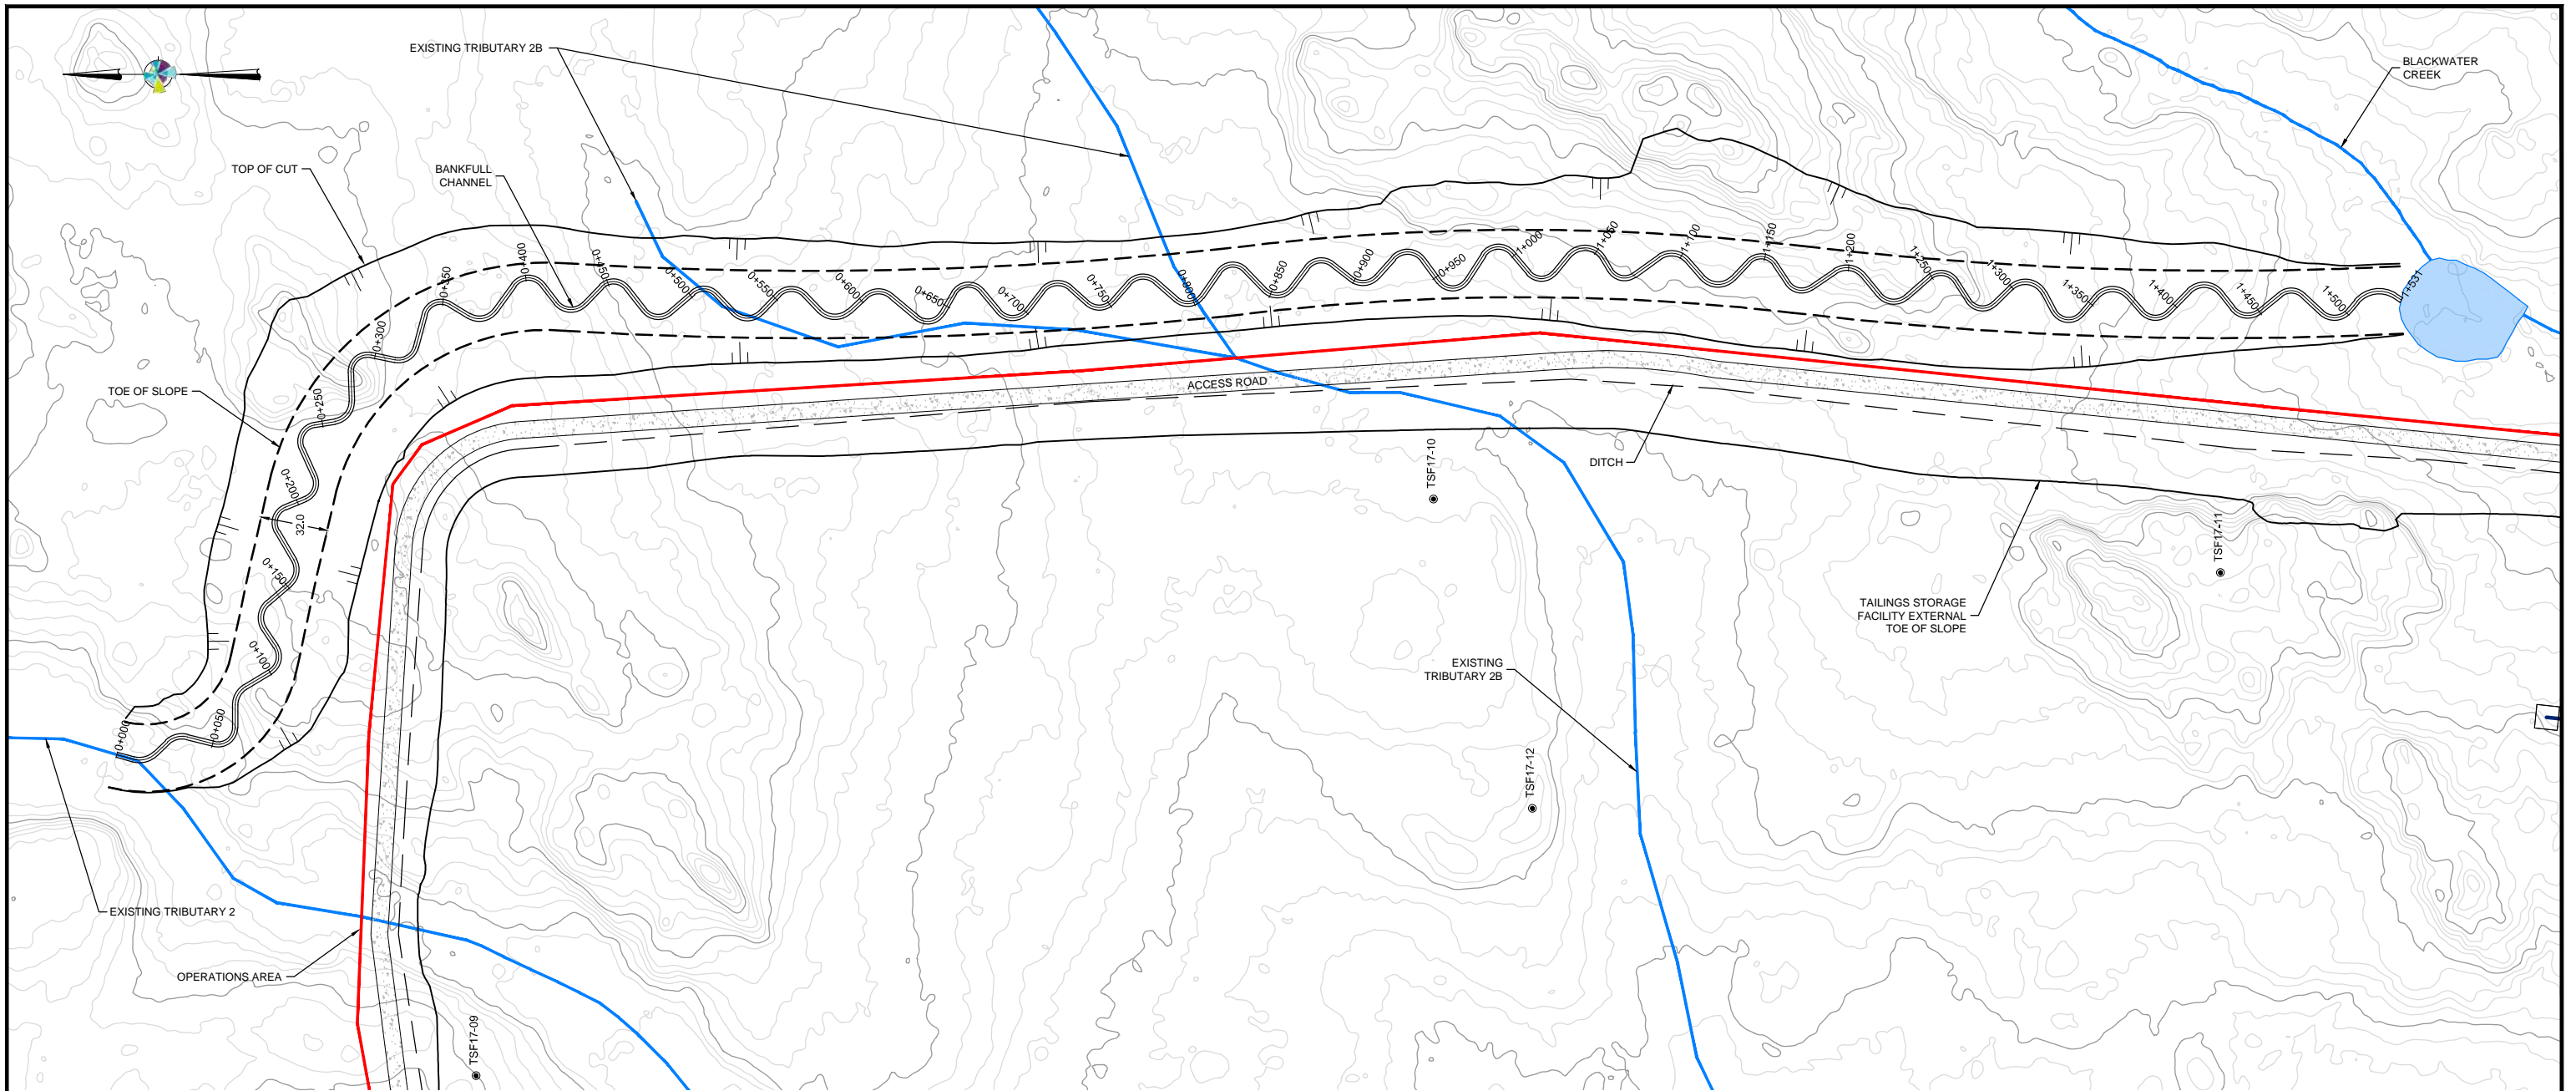 EXISTING TRIBUTARY 2B
BLACKWATER
CREEK
TOP OF CUT
BANKFULL
CHANNEL
TOE OF SLOPE
0+000
0+050
0+100
0+150
0+200
0+250
0+300
0+350
0+400
0+450
0+500
0+550
0+600
0+650
0+700
0+750
0+800
0+850
0+900
0+950
1+000
1+050
1+100
1+150
1+200
1+250
1+300
1+350
1+400
1+450
1+500
1+531
32.0
ACCESS ROAD
DITCH
TSF17-10
TSF17-11
TAILINGS STORAGE
FACILITY EXTERNAL
TOE OF SLOPE
EXISTING
TRIBUTARY 2B
TSF17-12
EXISTING TRIBUTARY 2
OPERATIONS AREA
TSF17-09